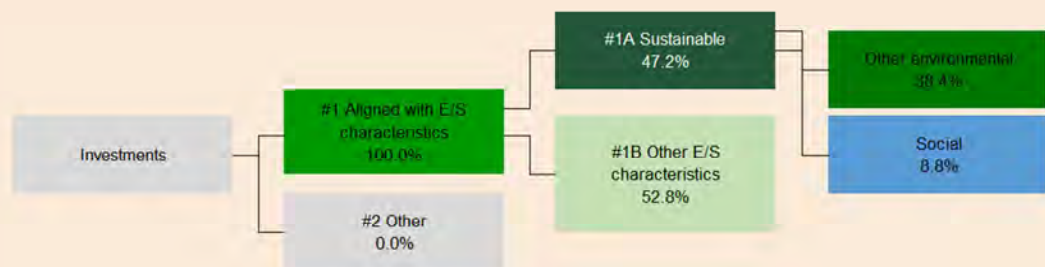 Investments
#1 Aligned with E/S
characteristics
100.0%
#2 Other
0.0%
#1A Sustainable
47.2%
#1B Other E/S
characteristics
52.8%
Other environmental
38.4%
Social
8.8%